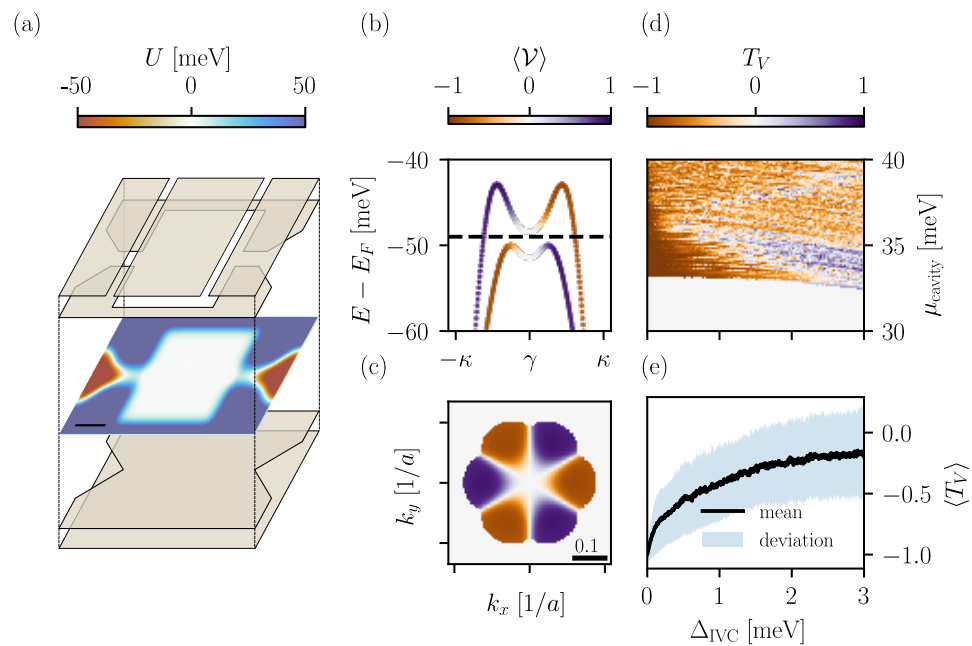 (a)
U [meV]
-50 0 50
(b)
⟨𝒱⟩
−1 0 1
E − E_F [meV]
−40
−50
−60
−κ γ κ
(c)
k_y [1/a]
0.1
k_x [1/a]
(d)
T_V
−1 0 1
40
35
30
μ_cavity [meV]
(e)
0.0
−0.5
−1.0
⟨T_V⟩
mean
deviation
0 1 2 3
Δ_IVC [meV]